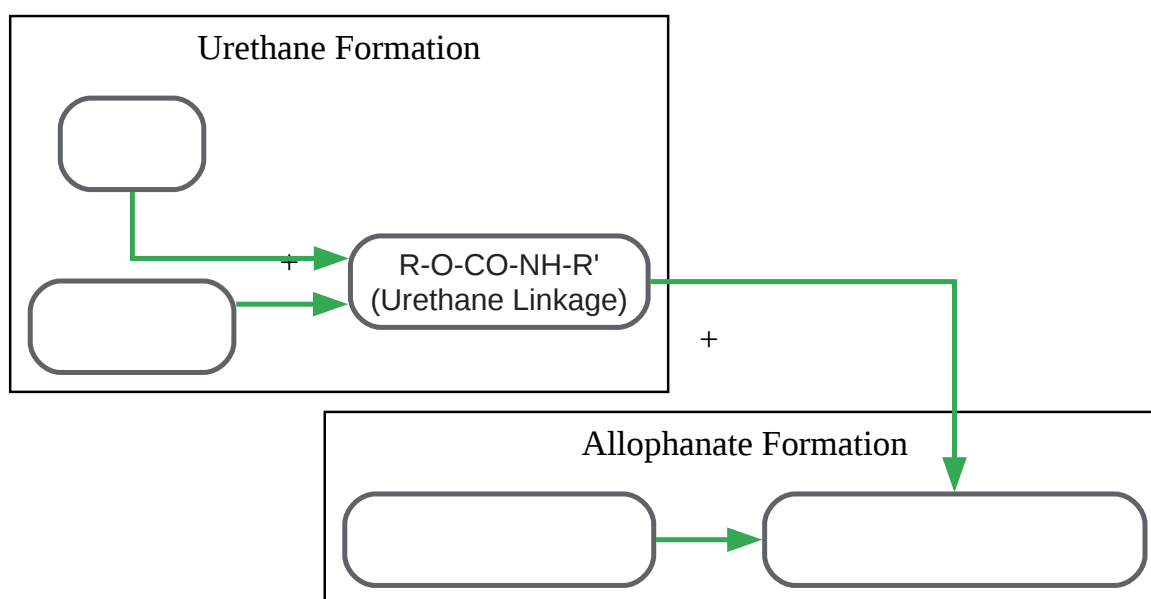 Urethane Formation
+
R-O-CO-NH-R'
(Urethane Linkage)
+
Allophanate Formation